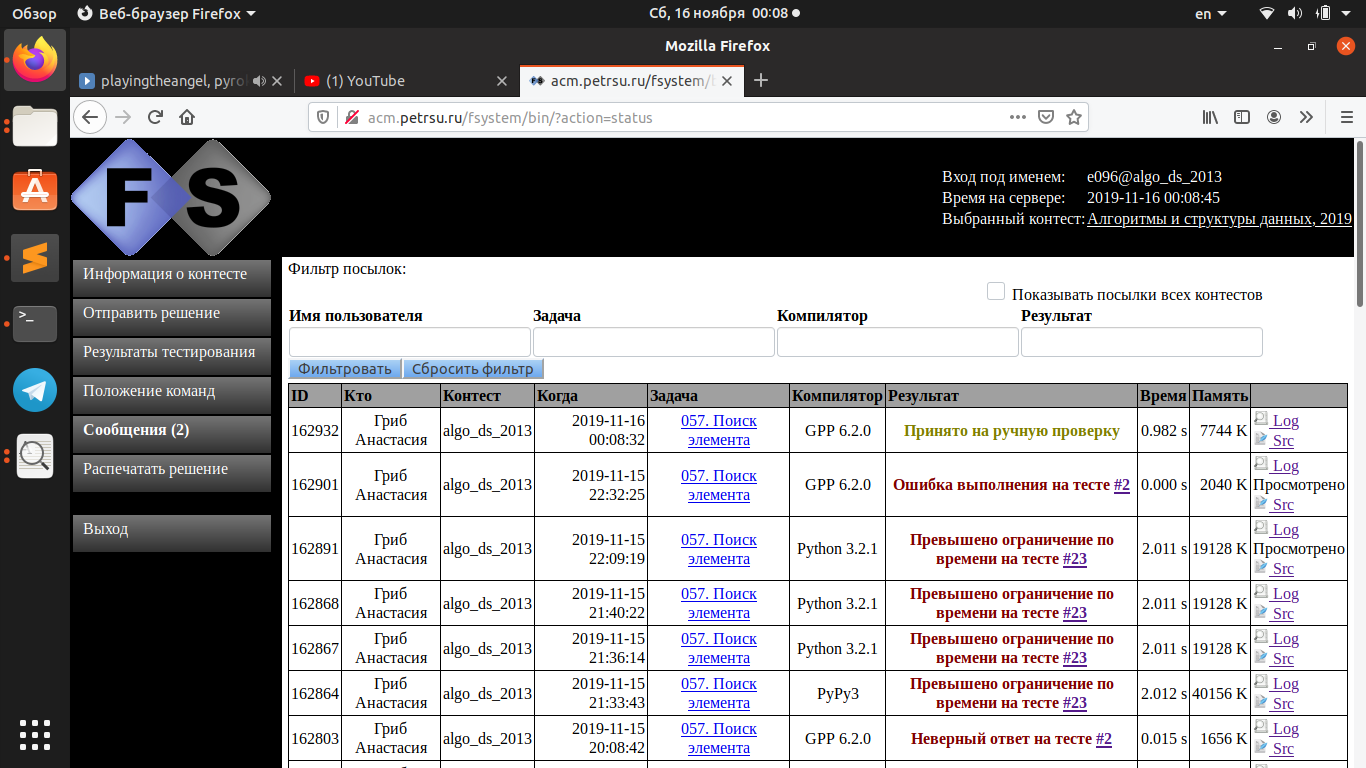 Обзор
Веб-браузер Firefox
Сб, 16 ноября 00:08
en
Mozilla Firefox
playingtheangel, pyro
(1) YouTube
acm.petrsu.ru/fsystem/
acm.petrsu.ru/fsystem/bin/?action=status
FS
Вход под именем: e096@algo_ds_2013
Время на сервере: 2019-11-16 00:08:45
Выбранный контест: Алгоритмы и структуры данных, 2019
Информация о контесте
Отправить решение
Результаты тестирования
Положение команд
Сообщения (2)
Распечатать решение
Выход
Фильтр посылок:
Показывать посылки всех контестов
Имя пользователя Задача Компилятор Результат
Фильтровать Сбросить фильтр
ID Кто Контест Когда Задача Компилятор Результат Время Память
162932 Гриб Анастасия algo_ds_2013 2019-11-16 00:08:32 057. Поиск элемента GPP 6.2.0 Принято на ручную проверку 0.982 s 7744 K Log Src
162901 Гриб Анастасия algo_ds_2013 2019-11-15 22:32:25 057. Поиск элемента GPP 6.2.0 Ошибка выполнения на тесте #2 0.000 s 2040 K Log Просмотрено Src
162891 Гриб Анастасия algo_ds_2013 2019-11-15 22:09:19 057. Поиск элемента Python 3.2.1 Превышено ограничение по времени на тесте #23 2.011 s 19128 K Log Просмотрено Src
162868 Гриб Анастасия algo_ds_2013 2019-11-15 21:40:22 057. Поиск элемента Python 3.2.1 Превышено ограничение по времени на тесте #23 2.011 s 19128 K Log Src
162867 Гриб Анастасия algo_ds_2013 2019-11-15 21:36:14 057. Поиск элемента Python 3.2.1 Превышено ограничение по времени на тесте #23 2.011 s 19128 K Log Src
162864 Гриб Анастасия algo_ds_2013 2019-11-15 21:33:43 057. Поиск элемента PyPy3 Превышено ограничение по времени на тесте #23 2.012 s 40156 K Log Src
162803 Гриб Анастасия algo_ds_2013 2019-11-15 20:08:42 057. Поиск элемента GPP 6.2.0 Неверный ответ на тесте #2 0.015 s 1656 K Log Src